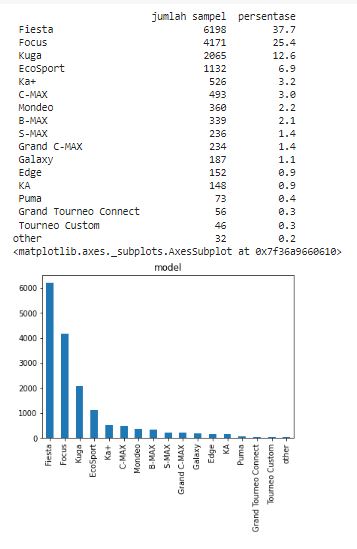 jumlah sampel persentase
Fiesta 6198 37.7
Focus 4171 25.4
Kuga 2065 12.6
EcoSport 1132 6.9
Ka+ 526 3.2
C-MAX 493 3.0
Mondeo 360 2.2
B-MAX 339 2.1
S-MAX 236 1.4
Grand C-MAX 234 1.4
Galaxy 187 1.1
Edge 152 0.9
KA 148 0.9
Puma 73 0.4
Grand Tourneo Connect 56 0.3
Tourneo Custom 46 0.3
other 32 0.2
<matplotlib.axes._subplots.AxesSubplot at 0x7f36a9660610>
model
6000
5000
4000
3000
2000
1000
0
Fiesta
Focus
Kuga
EcoSport
Ka+
C-MAX
Mondeo
B-MAX
S-MAX
Grand C-MAX
Galaxy
Edge
KA
Puma
Grand Tourneo Connect
Tourneo Custom
other